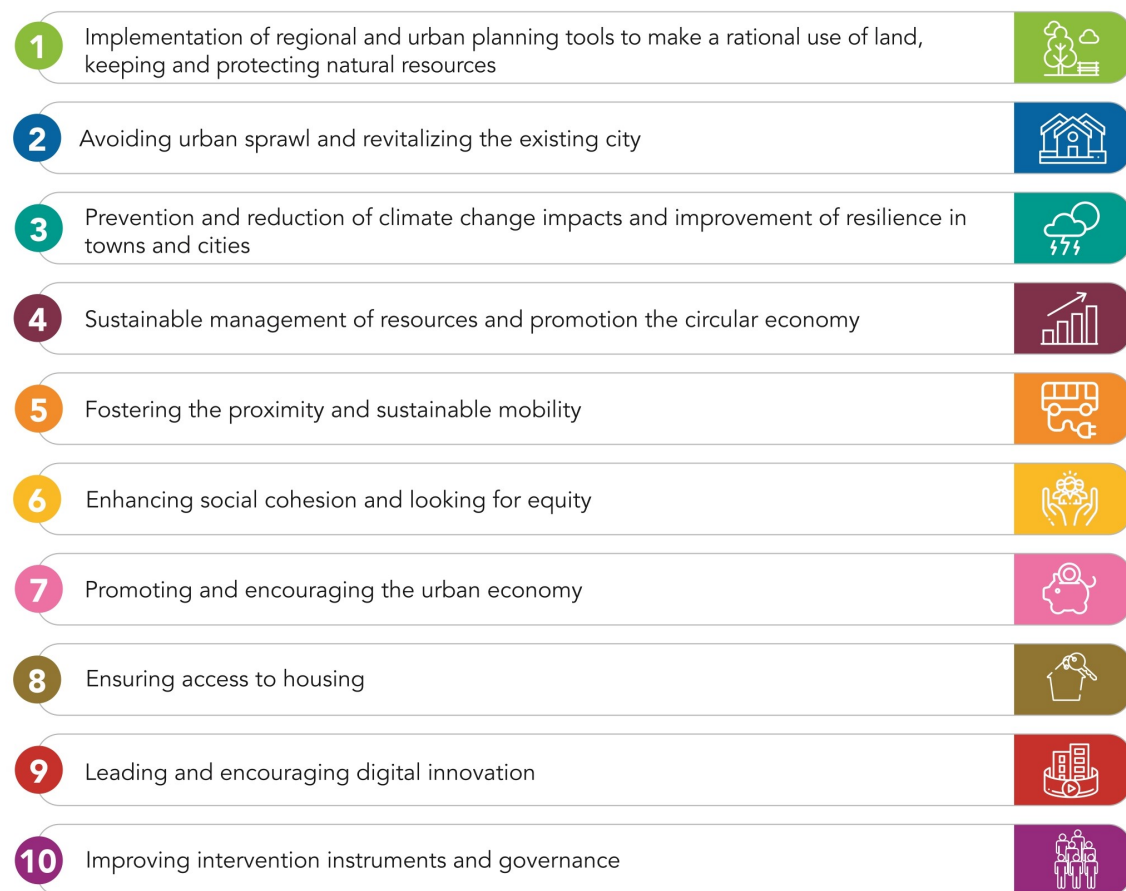 1
Implementation of regional and urban planning tools to make a rational use of land,
keeping and protecting natural resources
2
Avoiding urban sprawl and revitalizing the existing city
3
Prevention and reduction of climate change impacts and improvement of resilience in
towns and cities
4
Sustainable management of resources and promotion the circular economy
5
Fostering the proximity and sustainable mobility
6
Enhancing social cohesion and looking for equity
7
Promoting and encouraging the urban economy
8
Ensuring access to housing
9
Leading and encouraging digital innovation
10
Improving intervention instruments and governance